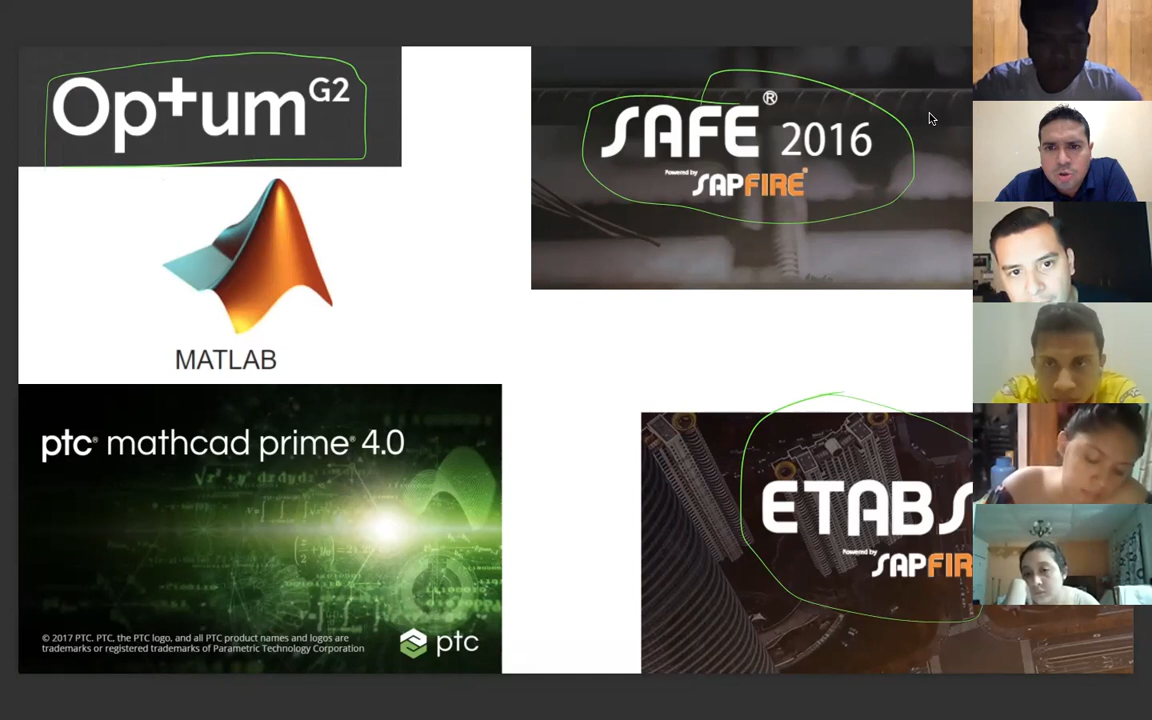 Op+um G2
MATLAB
ptc® mathcad prime® 4.0
© 2017 PTC. PTC, the PTC logo, and all PTC product names and logos are
trademarks or registered trademarks of Parametric Technology Corporation
ptc
SAFE® 2016
Powered by
SAPFIRE®
ETABS
Powered by
SAPFIR